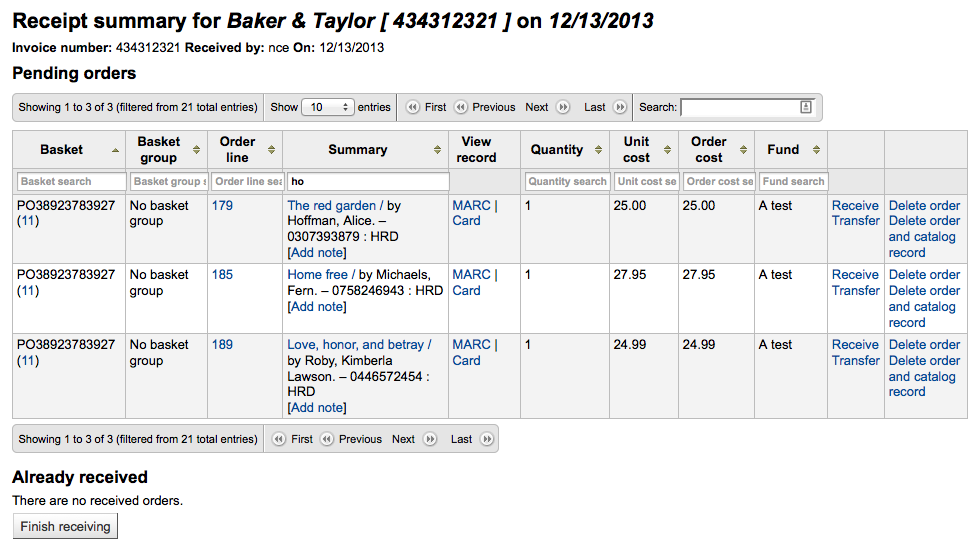 Receipt summary for Baker & Taylor [ 434312321 ] on 12/13/2013
Invoice number: 434312321 Received by: nce On: 12/13/2013
Pending orders
Showing 1 to 3 of 3 (filtered from 21 total entries) Show 10 entries First Previous Next Last Search:
Basket Basket group Order line Summary View record Quantity Unit cost Order cost Fund
Basket search Basket group s Order line sea ho Quantity search Unit cost se Order cost se Fund search
PO38923783927 No basket 179 The red garden / by MARC | 1 25.00 25.00 A test Receive Delete order
(11) group Hoffman, Alice. – Card Transfer Delete order
0307393879 : HRD and catalog
[Add note] record
PO38923783927 No basket 185 Home free / by Michaels, MARC | 1 27.95 27.95 A test Receive Delete order
(11) group Fern. – 0758246943 : HRD Card Transfer Delete order
[Add note] and catalog
record
PO38923783927 No basket 189 Love, honor, and betray / MARC | 1 24.99 24.99 A test Receive Delete order
(11) group by Roby, Kimberla Card Transfer Delete order
Lawson. – 0446572454 : and catalog
HRD record
[Add note]
Showing 1 to 3 of 3 (filtered from 21 total entries) First Previous Next Last
Already received
There are no received orders.
Finish receiving